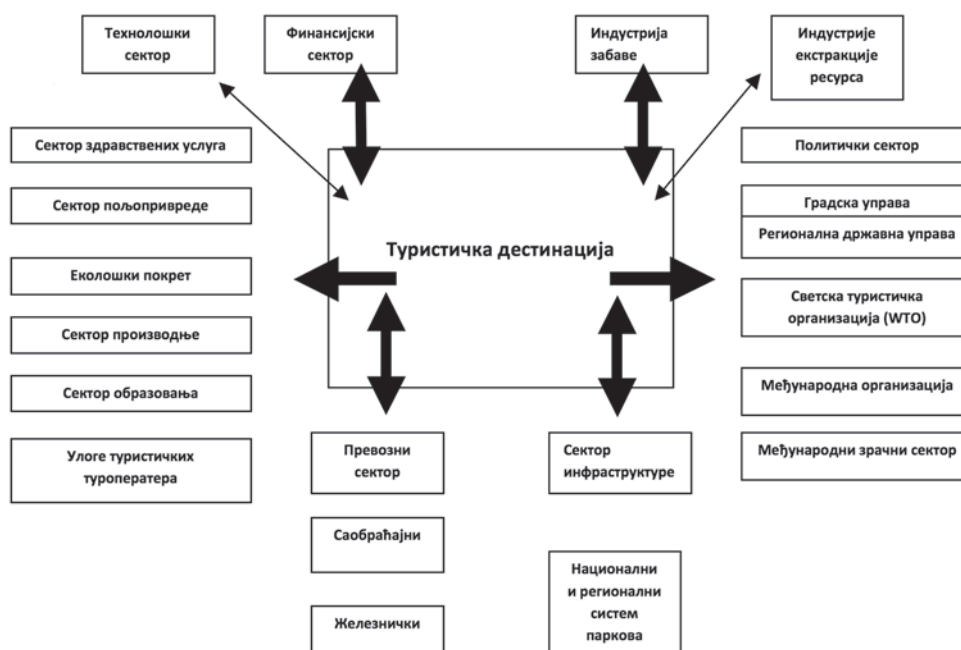 Технолошки
сектор
Финансијски
сектор
Индустрија
забаве
Индустрије
екстракције
ресурса
Сектор здравствених услуга
Сектор пољопривреде
Еколошки покрет
Сектор производње
Сектор образовања
Улоге туристичких
туроператера
Туристичка дестинација
Политички сектор
Градска управа
Регионална државна управа
Светска туристичка
организација (WTO)
Међународна организација
Међународни зрачни сектор
Превозни
сектор
Саобраћајни
Железнички
Сектор
инфраструктуре
Национални
и регионални
систем
паркова